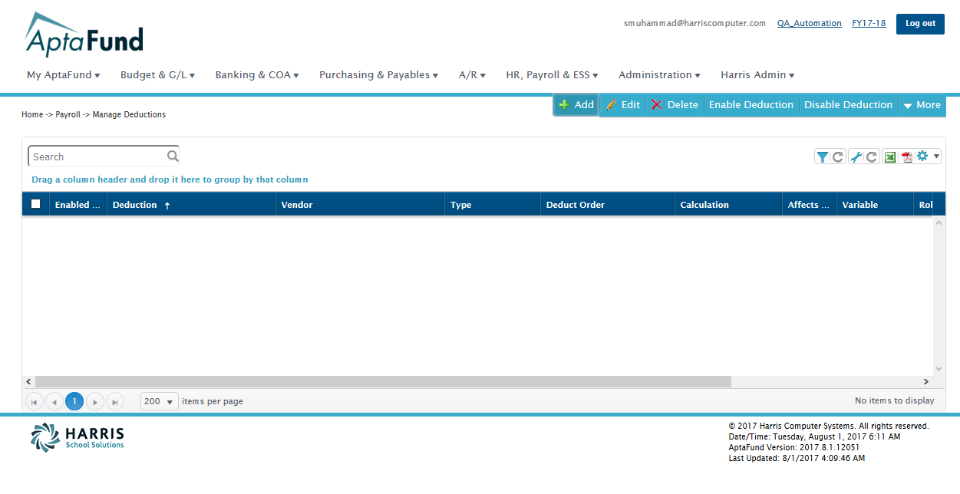 smuhammad@harriscomputer.com QA_Automation FY17-18 Log out
AptaFund
My AptaFund Budget & G/L Banking & COA Purchasing & Payables A/R HR, Payroll & ESS Administration Harris Admin
Add Edit Delete Enable Deduction Disable Deduction More
Home -> Payroll -> Manage Deductions
Search
Drag a column header and drop it here to group by that column
Enabled ... Deduction ↑ Vendor Type Deduct Order Calculation Affects ... Variable Rol
1 200 items per page No items to display
HARRIS
School Solutions
© 2017 Harris Computer Systems. All rights reserved.
Date/Time: Tuesday, August 1, 2017 6:11 AM
AptaFund Version: 2017.8.1.12051
Last Updated: 8/1/2017 4:09:46 AM